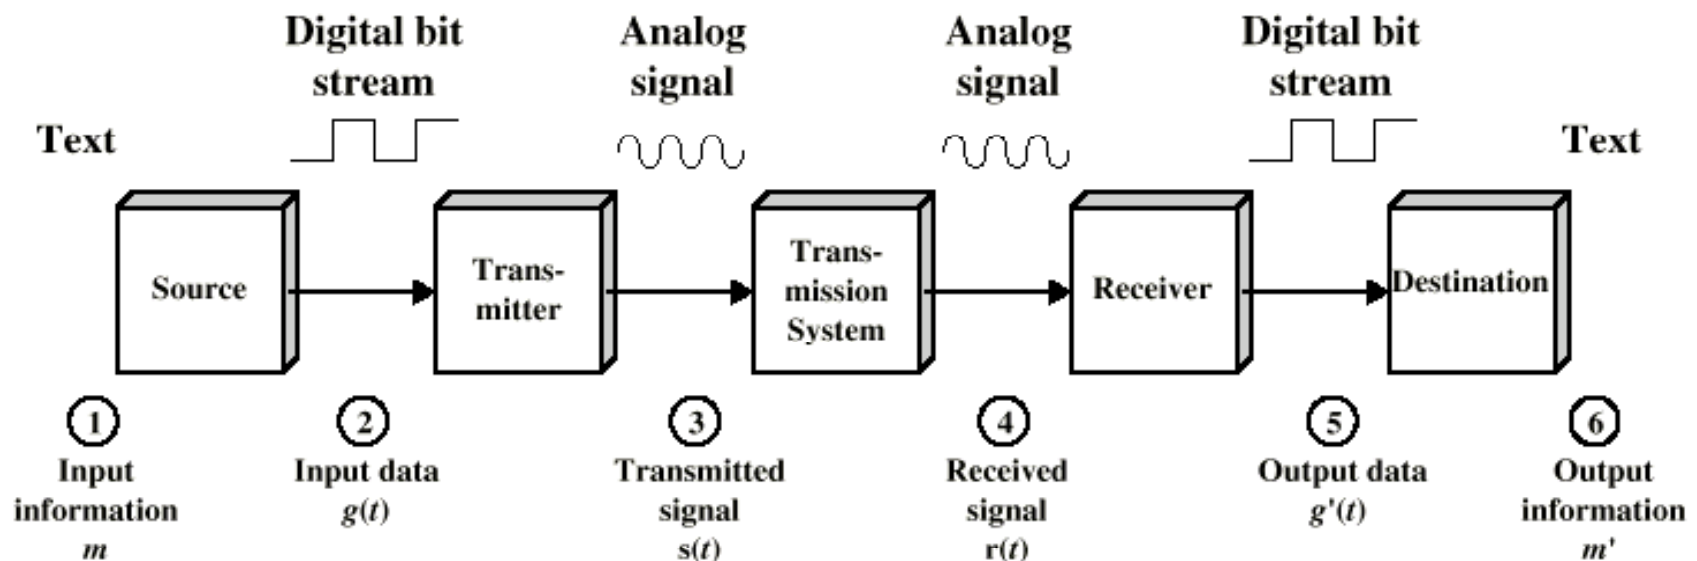 Digital bit
stream
Analog
signal
Analog
signal
Digital bit
stream
Text
Text
Source
Trans-
mitter
Trans-
mission
System
Receiver
Destination
1
Input
information
m
2
Input data
g(t)
3
Transmitted
signal
s(t)
4
Received
signal
r(t)
5
Output data
g'(t)
6
Output
information
m'